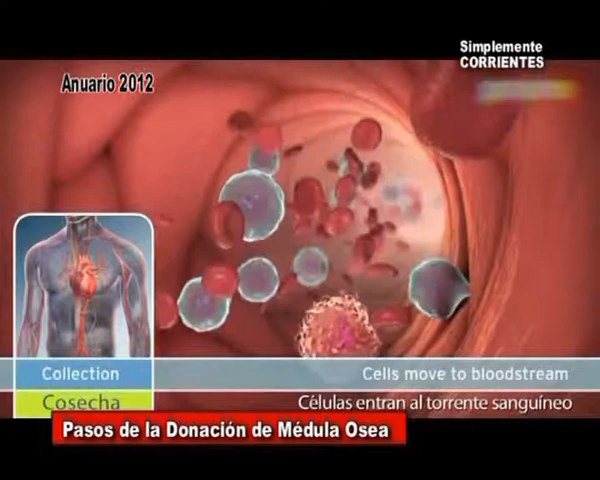 Simplemente
CORRIENTES
Anuario 2012
Collection
Cells move to bloodstream
Cosecha
Células entran al torrente sanguíneo
Pasos de la Donación de Médula Osea